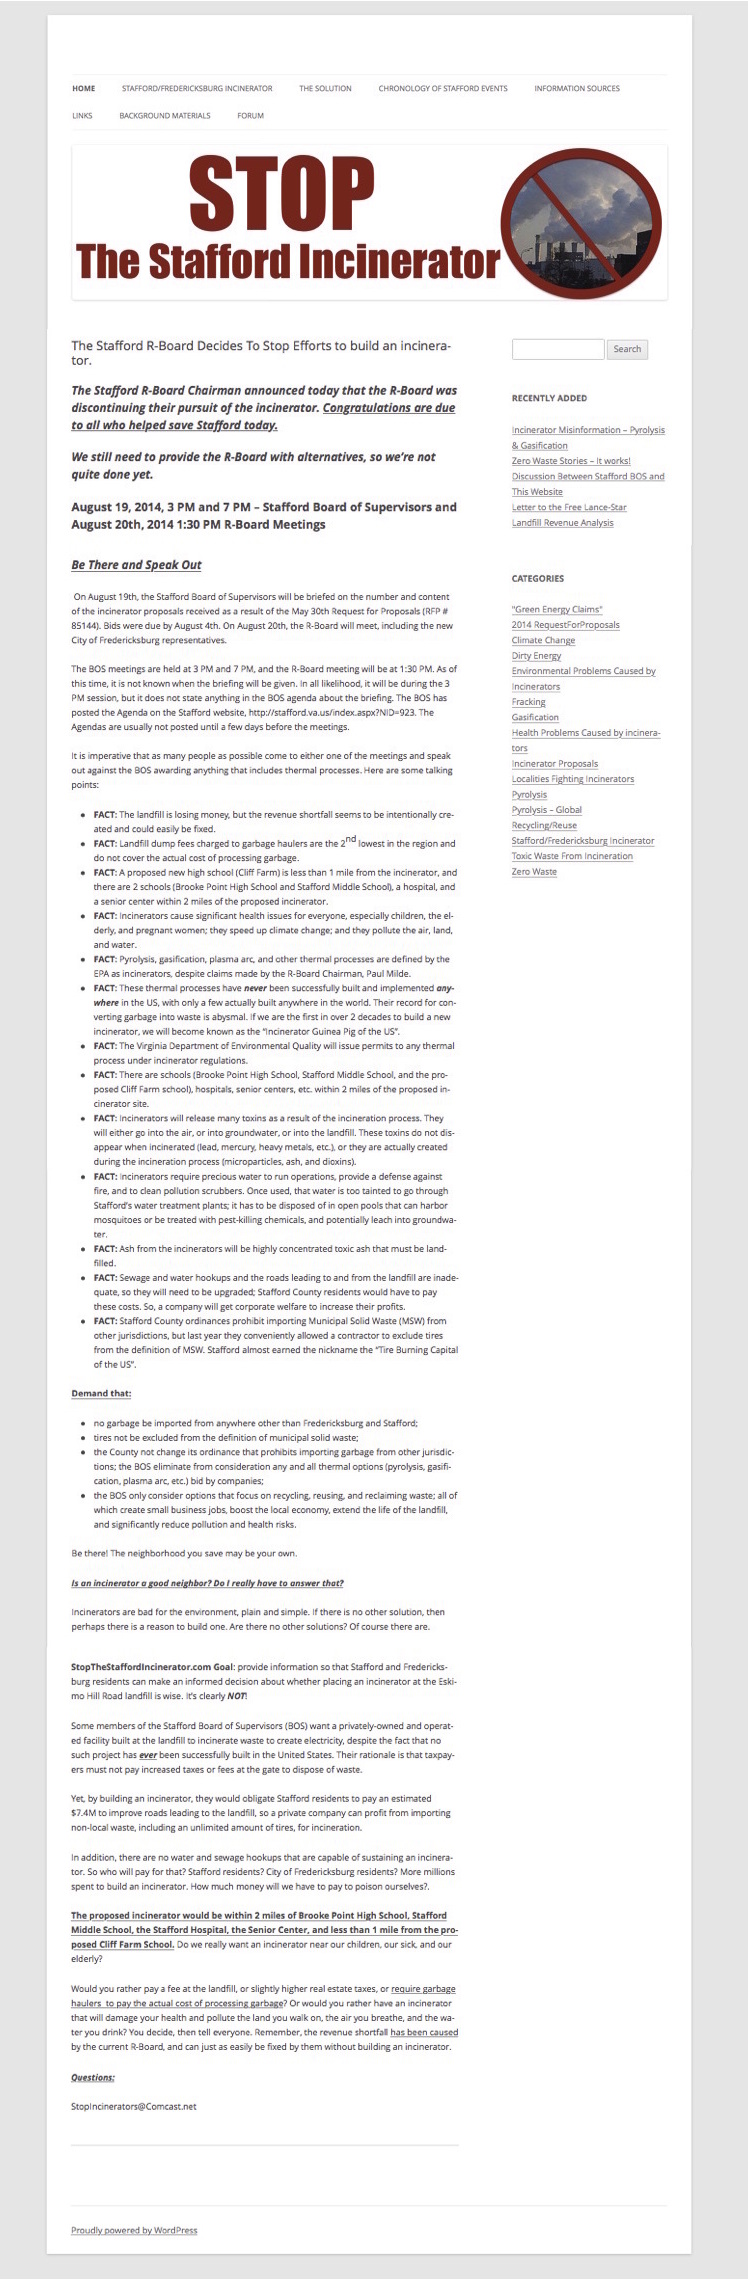 HOME STAFFORD/FREDERICKSBURG INCINERATOR THE SOLUTION CHRONOLOGY OF STAFFORD EVENTS INFORMATION SOURCES
LINKS BACKGROUND MATERIALS FORUM
STOP
The Stafford Incinerator
The Stafford R-Board Decides To Stop Efforts to build an incinera-
tor.
The Stafford R-Board Chairman announced today that the R-Board was
discontinuing their pursuit of the incinerator. Congratulations are due
to all who helped save Stafford today.
We still need to provide the R-Board with alternatives, so we're not
quite done yet.
August 19, 2014, 3 PM and 7 PM – Stafford Board of Supervisors and
August 20th, 2014 1:30 PM R-Board Meetings
Be There and Speak Out
On August 19th, the Stafford Board of Supervisors will be briefed on the number and content
of the incinerator proposals received as a result of the May 30th Request for Proposals (RFP #
85144). Bids were due by August 4th. On August 20th, the R-Board will meet, including the new
City of Fredericksburg representatives.
The BOS meetings are held at 3 PM and 7 PM, and the R-Board meeting will be at 1:30 PM. As of
this time, it is not known when the briefing will be given. In all likelihood, it will be during the 3
PM session, but it does not state anything in the BOS agenda about the briefing. The BOS has
posted the Agenda on the Stafford website, http://stafford.va.us/index.aspx?NID=923. The
Agendas are usually not posted until a few days before the meetings.
It is imperative that as many people as possible come to either one of the meetings and speak
out against the BOS awarding anything that includes thermal processes. Here are some talking
points:
• FACT: The landfill is losing money, but the revenue shortfall seems to be intentionally cre-
ated and could easily be fixed.
• FACT: Landfill dump fees charged to garbage haulers are the 2nd lowest in the region and
do not cover the actual cost of processing garbage.
• FACT: A proposed new high school (Cliff Farm) is less than 1 mile from the incinerator, and
there are 2 schools (Brooke Point High School and Stafford Middle School), a hospital, and
a senior center within 2 miles of the proposed incinerator.
• FACT: Incinerators cause significant health issues for everyone, especially children, the el-
derly, and pregnant women; they speed up climate change; and they pollute the air, land,
and water.
• FACT: Pyrolysis, gasification, plasma arc, and other thermal processes are defined by the
EPA as incinerators, despite claims made by the R-Board Chairman, Paul Milde.
• FACT: These thermal processes have never been successfully built and implemented any-
where in the US, with only a few actually built anywhere in the world. Their record for con-
verting garbage into waste is abysmal. If we are the first in over 2 decades to build a new
incinerator, we will become known as the "Incinerator Guinea Pig of the US".
• FACT: The Virginia Department of Environmental Quality will issue permits to any thermal
process under incinerator regulations.
• FACT: There are schools (Brooke Point High School, Stafford Middle School, and the pro-
posed Cliff Farm school), hospitals, senior centers, etc. within 2 miles of the proposed in-
cinerator site.
• FACT: Incinerators will release many toxins as a result of the incineration process. They
will either go into the air, or into groundwater, or into the landfill. These toxins do not dis-
appear when incinerated (lead, mercury, heavy metals, etc.), or they are actually created
during the incineration process (microparticles, ash, and dioxins).
• FACT: Incinerators require precious water to run operations, provide a defense against
fire, and to clean pollution scrubbers. Once used, that water is too tainted to go through
Stafford's water treatment plants; it has to be disposed of in open pools that can harbor
mosquitoes or be treated with pest-killing chemicals, and potentially leach into groundwa-
ter.
• FACT: Ash from the incinerators will be highly concentrated toxic ash that must be land-
filled.
• FACT: Sewage and water hookups and the roads leading to and from the landfill are inade-
quate, so they will need to be upgraded; Stafford County residents would have to pay
these costs. So, a company will get corporate welfare to increase their profits.
• FACT: Stafford County ordinances prohibit importing Municipal Solid Waste (MSW) from
other jurisdictions, but last year they conveniently allowed a contractor to exclude tires
from the definition of MSW. Stafford almost earned the nickname the "Tire Burning Capital
of the US".
Demand that:
• no garbage be imported from anywhere other than Fredericksburg and Stafford;
• tires not be excluded from the definition of municipal solid waste;
• the County not change its ordinance that prohibits importing garbage from other jurisdic-
tions; the BOS eliminate from consideration any and all thermal options (pyrolysis, gasifi-
cation, plasma arc, etc.) bid by companies;
• the BOS only consider options that focus on recycling, reusing, and reclaiming waste; all of
which create small business jobs, boost the local economy, extend the life of the landfill,
and significantly reduce pollution and health risks.
Be there! The neighborhood you save may be your own.
Is an incinerator a good neighbor? Do I really have to answer that?
Incinerators are bad for the environment, plain and simple. If there is no other solution, then
perhaps there is a reason to build one. Are there no other solutions? Of course there are.
StopTheStaffordIncinerator.com Goal: provide information so that Stafford and Fredericks-
burg residents can make an informed decision about whether placing an incinerator at the Eski-
mo Hill Road landfill is wise. It's clearly NOT!
Some members of the Stafford Board of Supervisors (BOS) want a privately-owned and operat-
ed facility built at the landfill to incinerate waste to create electricity, despite the fact that no
such project has ever been successfully built in the United States. Their rationale is that taxpay-
ers must not pay increased taxes or fees at the gate to dispose of waste.
Yet, by building an incinerator, they would obligate Stafford residents to pay an estimated
$7.4M to improve roads leading to the landfill, so a private company can profit from importing
non-local waste, including an unlimited amount of tires, for incineration.
In addition, there are no water and sewage hookups that are capable of sustaining an incinera-
tor. So who will pay for that? Stafford residents? City of Fredericksburg residents? More millions
spent to build an incinerator. How much money will we have to pay to poison ourselves?.
The proposed incinerator would be within 2 miles of Brooke Point High School, Stafford
Middle School, the Stafford Hospital, the Senior Center, and less than 1 mile from the pro-
posed Cliff Farm School. Do we really want an incinerator near our children, our sick, and our
elderly?
Would you rather pay a fee at the landfill, or slightly higher real estate taxes, or require garbage
haulers to pay the actual cost of processing garbage? Or would you rather have an incinerator
that will damage your health and pollute the land you walk on, the air you breathe, and the wa-
ter you drink? You decide, then tell everyone. Remember, the revenue shortfall has been caused
by the current R-Board, and can just as easily be fixed by them without building an incinerator.
Questions:
StopIncinerators@Comcast.net
Search
RECENTLY ADDED
Incinerator Misinformation – Pyrolysis
& Gasification
Zero Waste Stories – It works!
Discussion Between Stafford BOS and
This Website
Letter to the Free Lance-Star
Landfill Revenue Analysis
CATEGORIES
"Green Energy Claims"
2014 RequestForProposals
Climate Change
Dirty Energy
Environmental Problems Caused by
Incinerators
Fracking
Gasification
Health Problems Caused by incinera-
tors
Incinerator Proposals
Localities Fighting Incinerators
Pyrolysis
Pyrolysis – Global
Recycling/Reuse
Stafford/Fredericksburg Incinerator
Toxic Waste From Incineration
Zero Waste
Proudly powered by WordPress